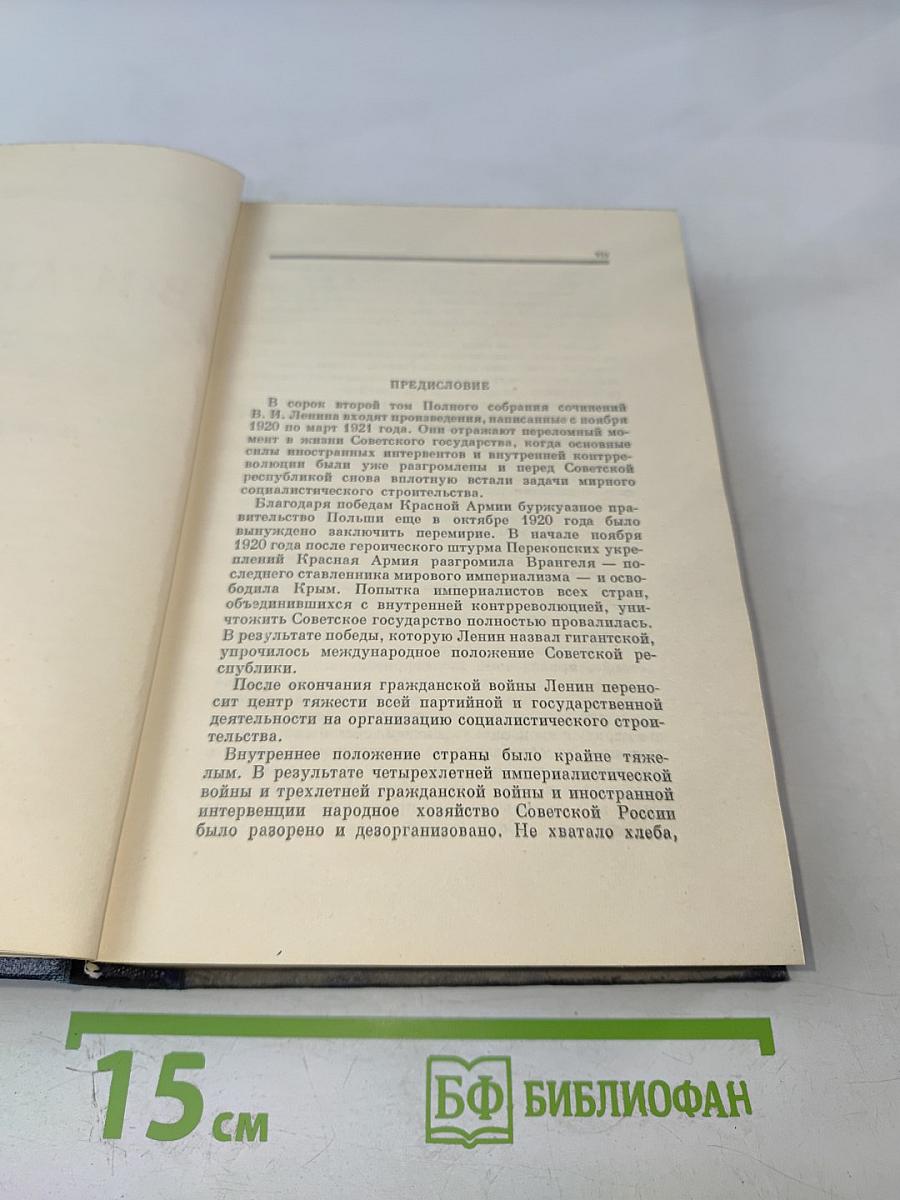 VII
ПРЕДИСЛОВИЕ
В сорок второй том Полного собрания сочинений
В. И. Ленина входят произведения, написанные с ноября
1920 по март 1921 года. Они отражают переломный мо-
мент в жизни Советского государства, когда основные
силы иностранных интервентов и внутренней контрре-
волюции были уже разгромлены и перед Советской
республикой снова вплотную встали задачи мирного
социалистического строительства.
Благодаря победам Красной Армии буржуазное пра-
вительство Польши еще в октябре 1920 года было
вынуждено заключить перемирие. В начале ноября
1920 года после героического штурма Перекопских укре-
плений Красная Армия разгромила Врангеля — по-
следнего ставленника мирового империализма — и осво-
бодила Крым. Попытка империалистов всех стран,
объединившихся с внутренней контрреволюцией, уни-
чтожить Советское государство полностью провалилась.
В результате победы, которую Ленин назвал гигантской,
упрочилось международное положение Советской ре-
спублики.
После окончания гражданской войны Ленин перено-
сит центр тяжести всей партийной и государственной
деятельности на организацию социалистического строи-
тельства.
Внутреннее положение страны было крайне тяже-
лым. В результате четырехлетней империалистической
войны и трехлетней гражданской войны и иностранной
интервенции народное хозяйство Советской России
было разорено и дезорганизовано. Не хватало хлеба,
15 см
БФ БИБЛИОФАН